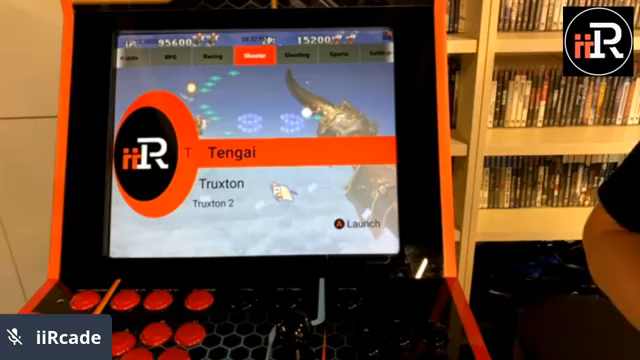 95600
15200
RPG
Racing
Shooter
Shooting
Sports
iiR
iiR
T Tengai
Truxton
Truxton 2
A Launch
iiRcade